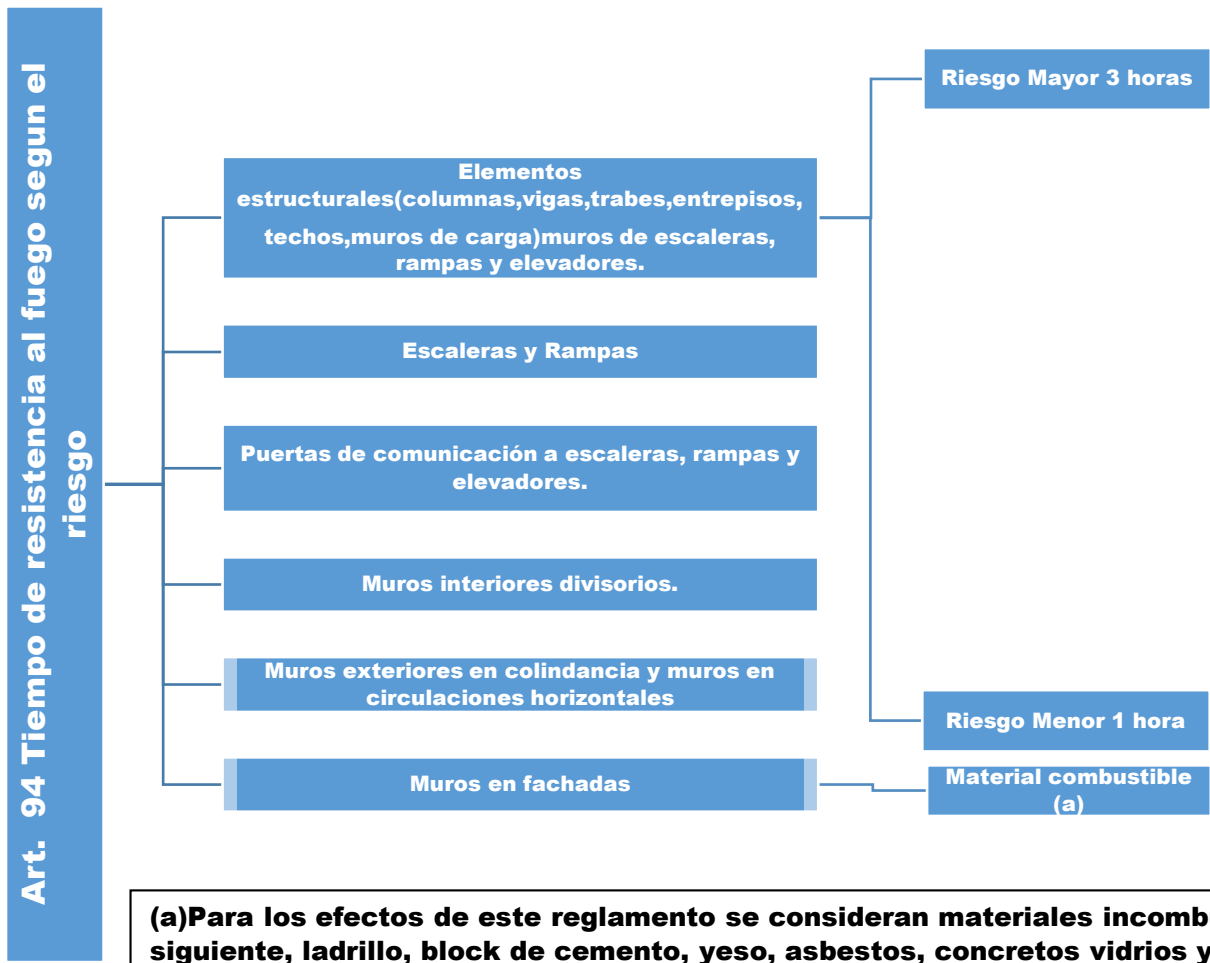 Art. 94 Tiempo de resistencia al fuego segun el
riesgo
Elementos
estructurales(columnas,vigas,trabes,entrepisos,
techos,muros de carga)muros de escaleras,
rampas y elevadores.
Riesgo Mayor 3 horas
Riesgo Menor 1 hora
Escaleras y Rampas
Puertas de comunicación a escaleras, rampas y
elevadores.
Muros interiores divisorios.
Muros exteriores en colindancia y muros en
circulaciones horizontales
Muros en fachadas
Material combustible
(a)
(a)Para los efectos de este reglamento se consideran materiales
siguiente, ladrillo, block de cemento, yeso, asbestos, concretos vidrios y